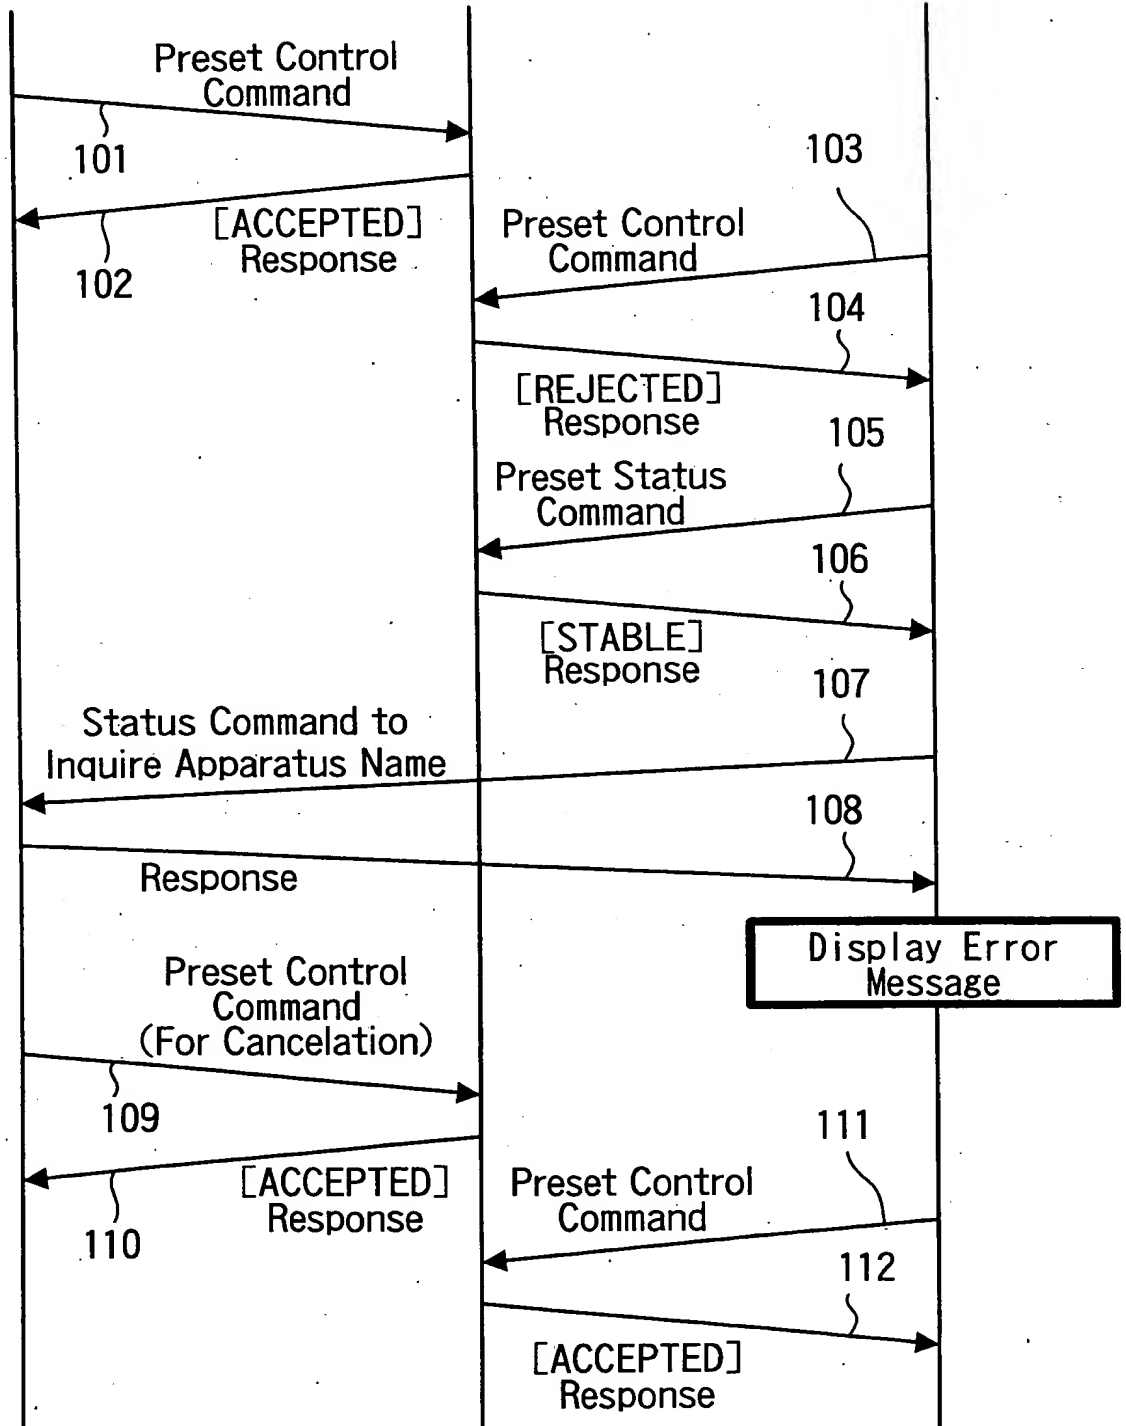 Preset Control
Command
101
103
[ACCEPTED]
Response
102
Preset Control
Command
104
[REJECTED]
Response
105
Preset Status
Command
106
[STABLE]
Response
107
Status Command to
Inquire Apparatus Name
108
Response
Display Error
Message
Preset Control
Command
(For Cancelation)
109
111
[ACCEPTED]
Response
110
Preset Control
Command
112
[ACCEPTED]
Response